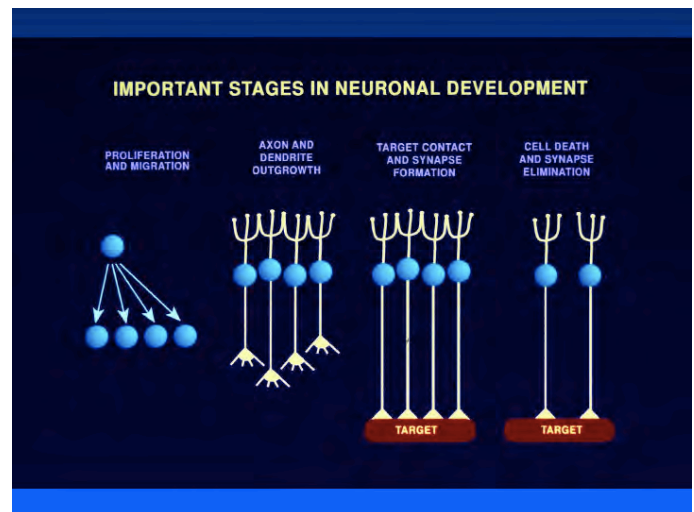 IMPORTANT STAGES IN NEURONAL DEVELOPMENT
PROLIFERATION
AND MIGRATION
AXON AND
DENDRITE
OUTGROWTH
TARGET CONTACT
AND SYNAPSE
FORMATION
CELL DEATH
AND SYNAPSE
ELIMINATION
TARGET
TARGET